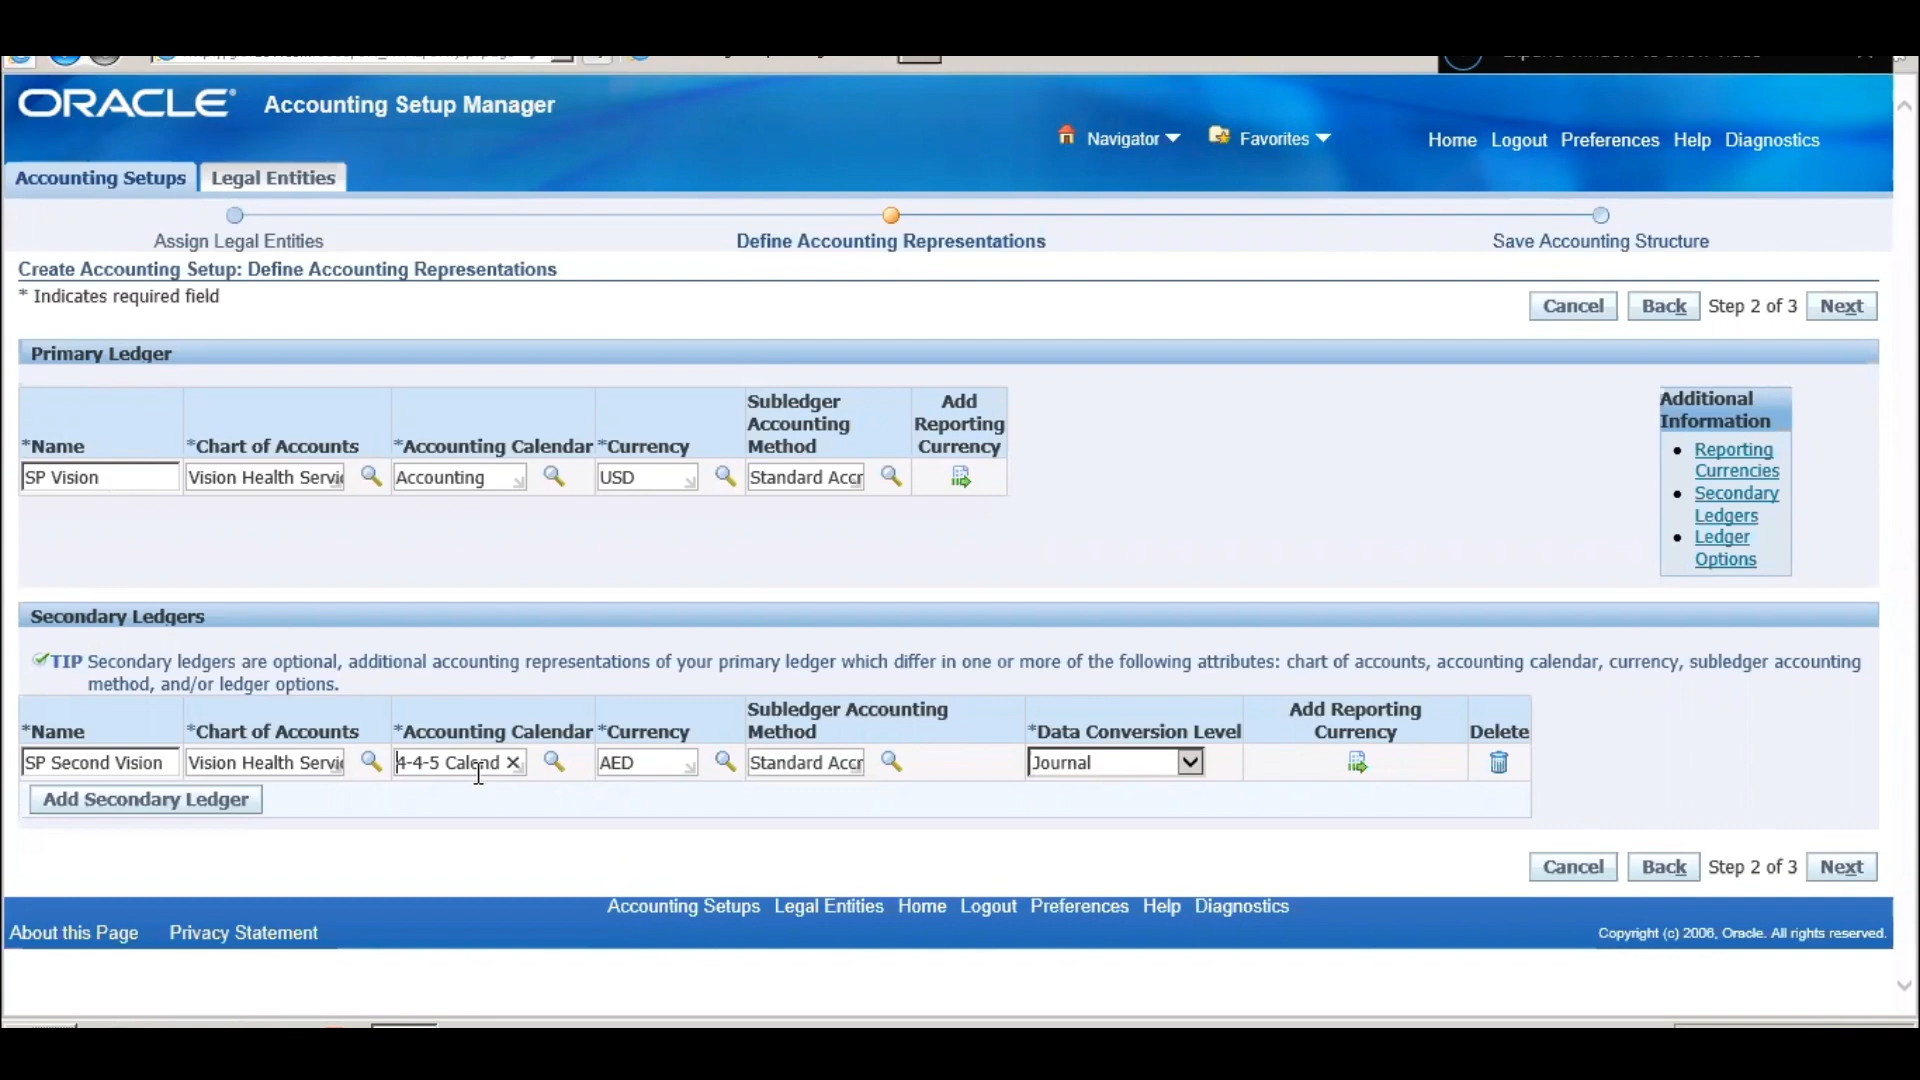 ORACLE® Accounting Setup Manager
Navigator Favorites Home Logout Preferences Help Diagnostics
Accounting Setups Legal Entities
Assign Legal Entities Define Accounting Representations Save Accounting Structure
Create Accounting Setup: Define Accounting Representations
* Indicates required field
Cancel Back Step 2 of 3 Next
Primary Ledger
*Name *Chart of Accounts *Accounting Calendar *Currency Subledger Accounting Method Add Reporting Currency
SP Vision Vision Health Servic Accounting USD Standard Accr
Additional
Information
• Reporting
Currencies
• Secondary
Ledgers
• Ledger
Options
Secondary Ledgers
TIP Secondary ledgers are optional, additional accounting representations of your primary ledger which differ in one or more of the following attributes: chart of accounts, accounting calendar, currency, subledger accounting
method, and/or ledger options.
*Name *Chart of Accounts *Accounting Calendar *Currency Subledger Accounting Method *Data Conversion Level Add Reporting Currency Delete
SP Second Vision Vision Health Servic 4-4-5 Calend AED Standard Accr Journal
Add Secondary Ledger
Cancel Back Step 2 of 3 Next
Accounting Setups Legal Entities Home Logout Preferences Help Diagnostics
About this Page Privacy Statement Copyright (c) 2006, Oracle. All rights reserved.